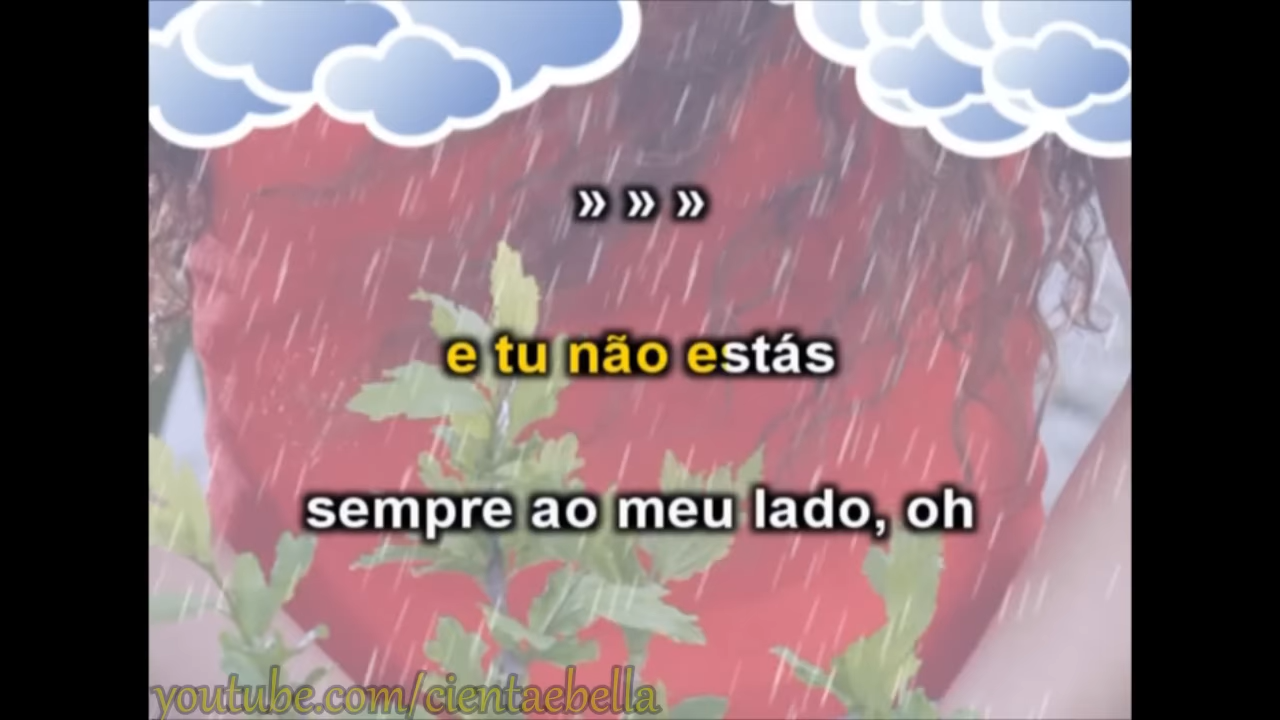 » » »
e tu não estás
sempre ao meu lado, oh
youtube.com/cientaebella